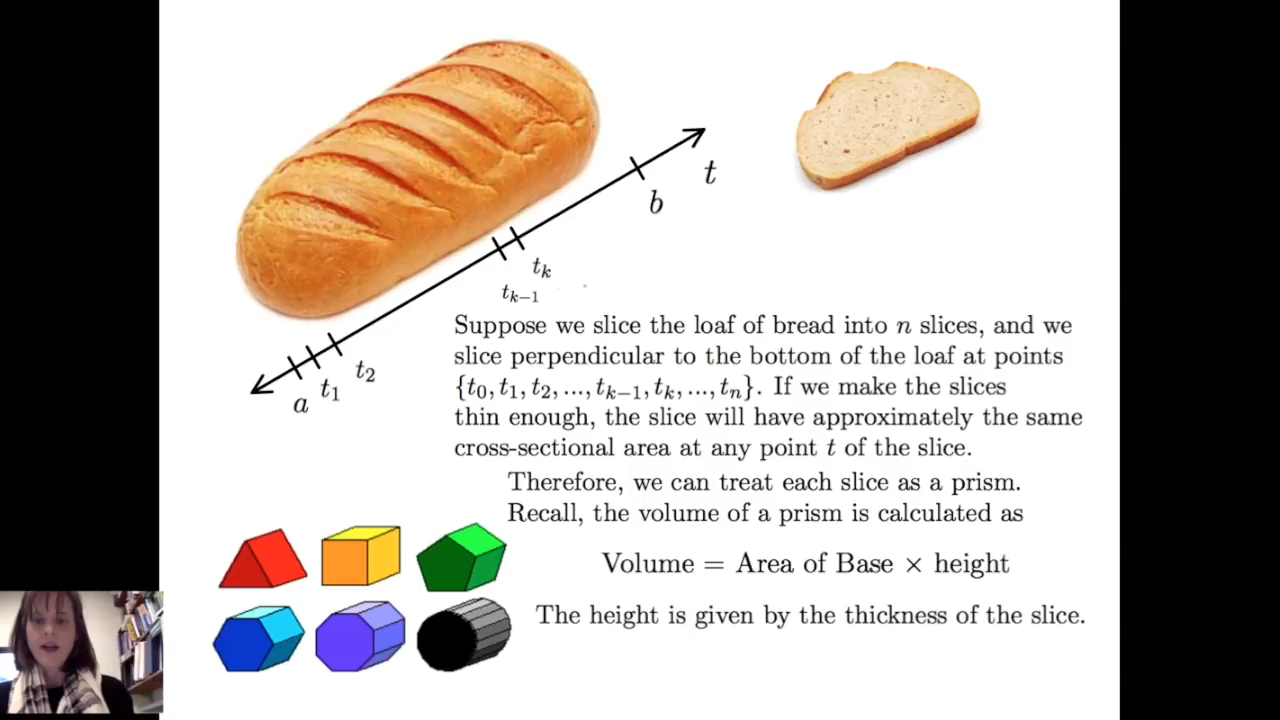 t
b
t_k
t_{k-1}
t_2
t_1
a
Suppose we slice the loaf of bread into n slices, and we
slice perpendicular to the bottom of the loaf at points
{t_0, t_1, t_2, ..., t_{k-1}, t_k, ..., t_n}. If we make the slices
thin enough, the slice will have approximately the same
cross-sectional area at any point t of the slice.
Therefore, we can treat each slice as a prism.
Recall, the volume of a prism is calculated as
Volume = Area of Base × height
The height is given by the thickness of the slice.